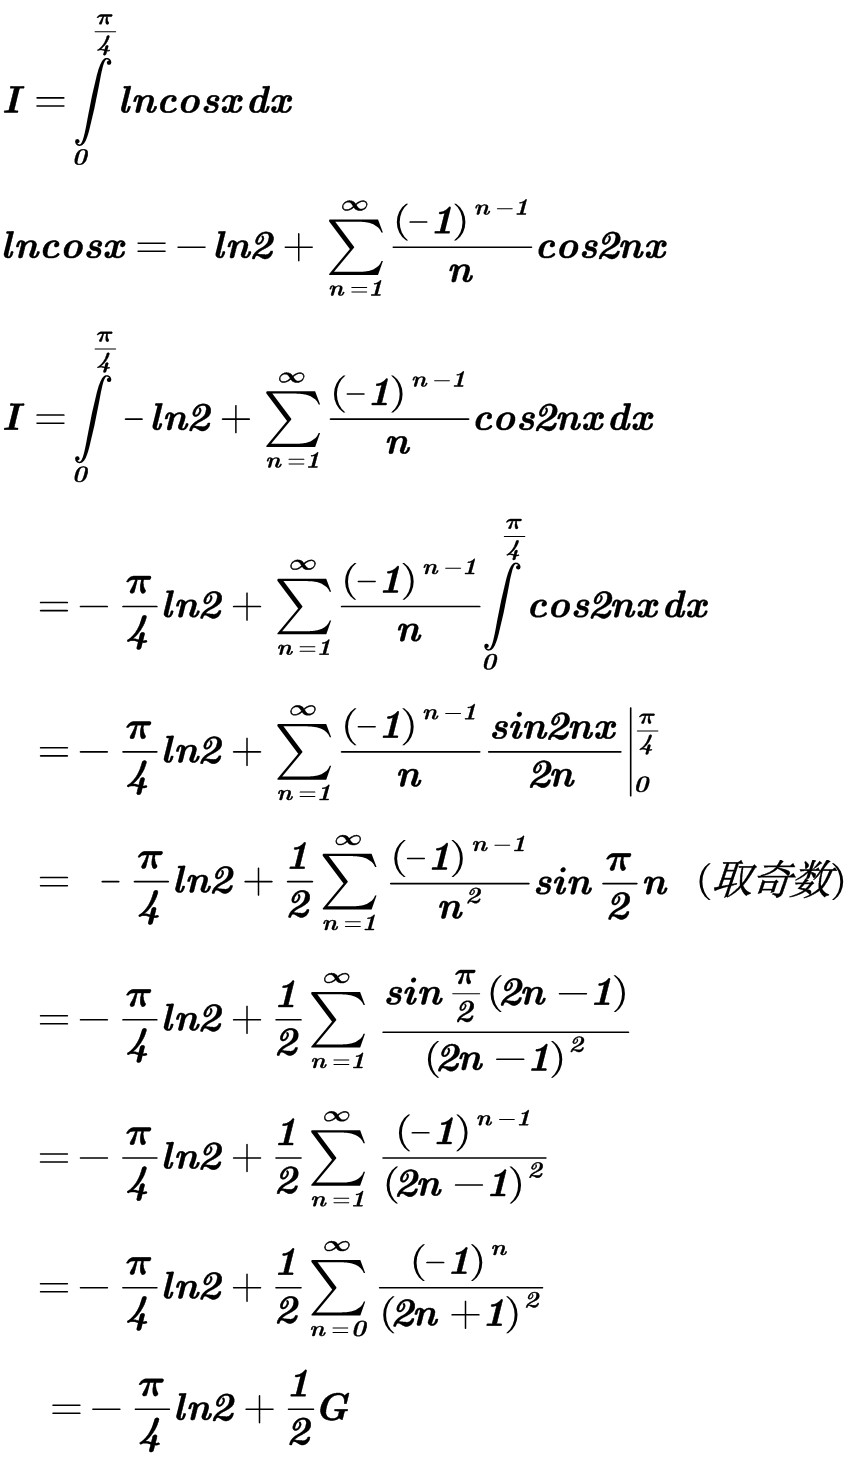 $I = \int_{0}^{\frac{\pi}{4}} lncosx\,dx$
$lncosx = -ln2 + \sum_{n=1}^{\infty} \frac{(-1)^{n-1}}{n} cos2nx$
$I = \int_{0}^{\frac{\pi}{4}} -ln2 + \sum_{n=1}^{\infty} \frac{(-1)^{n-1}}{n} cos2nx\,dx$
$= -\frac{\pi}{4} ln2 + \sum_{n=1}^{\infty} \frac{(-1)^{n-1}}{n} \int_{0}^{\frac{\pi}{4}} cos2nx\,dx$
$= -\frac{\pi}{4} ln2 + \sum_{n=1}^{\infty} \frac{(-1)^{n-1}}{n} \frac{sin2nx}{2n} \Big|_{0}^{\frac{\pi}{4}}$
$= -\frac{\pi}{4} ln2 + \frac{1}{2} \sum_{n=1}^{\infty} \frac{(-1)^{n-1}}{n^2} sin\frac{\pi}{2}n$ (取奇数)
$= -\frac{\pi}{4} ln2 + \frac{1}{2} \sum_{n=1}^{\infty} \frac{sin\frac{\pi}{2}(2n-1)}{(2n-1)^2}$
$= -\frac{\pi}{4} ln2 + \frac{1}{2} \sum_{n=1}^{\infty} \frac{(-1)^{n-1}}{(2n-1)^2}$
$= -\frac{\pi}{4} ln2 + \frac{1}{2} \sum_{n=0}^{\infty} \frac{(-1)^{n}}{(2n+1)^2}$
$= -\frac{\pi}{4} ln2 + \frac{1}{2} G$